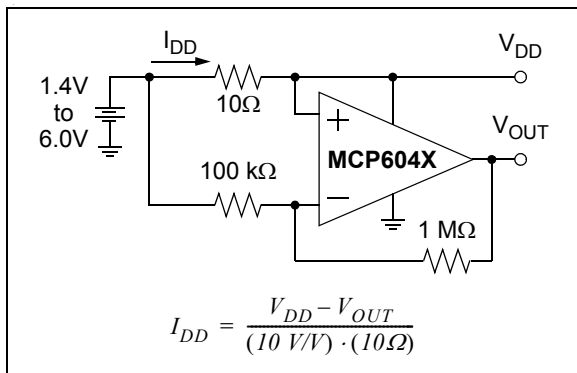 I_DD
V_DD
1.4V
to
6.0V
10Ω
V_OUT
+
MCP604X
100 kΩ
–
1 MΩ
I_DD = (V_DD – V_OUT) / ((10 V/V) · (10Ω))